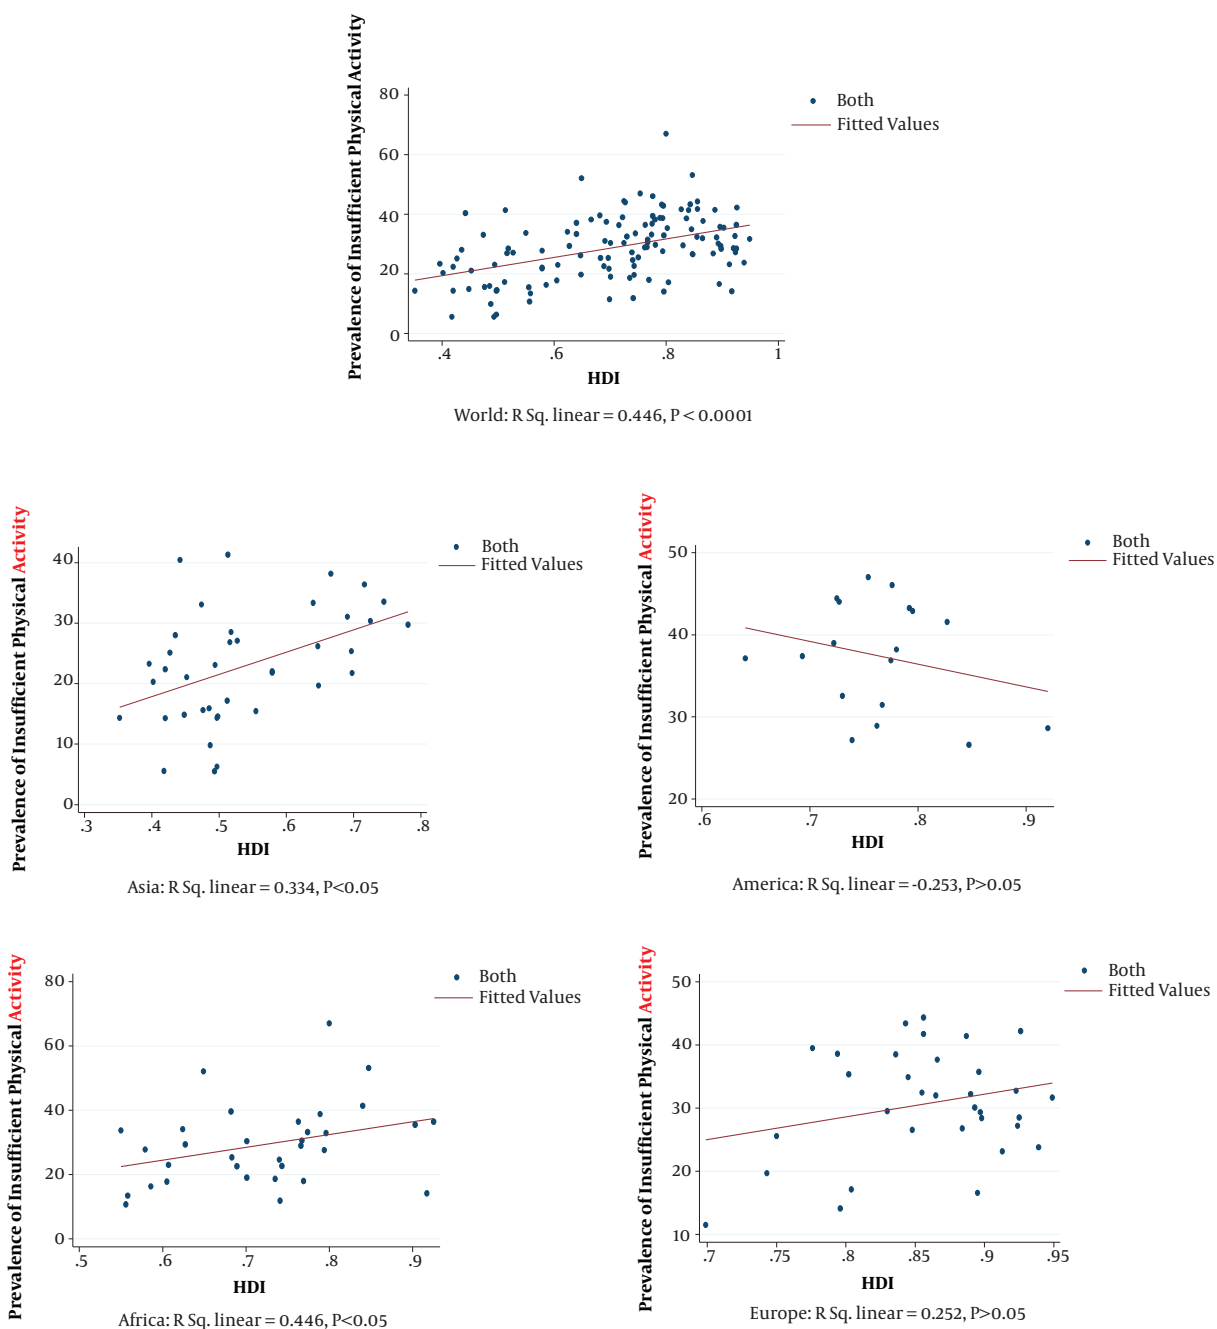 Prevalence of Insufficient Physical Activity
80
60
40
20
0
.4
.6
.8
1
HDI
Both
Fitted Values
World: R Sq. linear = 0.446, P < 0.0001
Prevalence of Insufficient Physical Activity
40
30
20
10
0
.3
.4
.5
.6
.7
.8
HDI
Both
Fitted Values
Asia: R Sq. linear = 0.334, P<0.05
Prevalence of Insufficient Physical Activity
50
40
30
20
.6
.7
.8
.9
HDI
Both
Fitted Values
America: R Sq. linear = -0.253, P>0.05
Prevalence of Insufficient Physical Activity
80
60
40
20
0
.5
.6
.7
.8
.9
HDI
Both
Fitted Values
Africa: R Sq. linear = 0.446, P<0.05
Prevalence of Insufficient Physical Activity
50
40
30
20
10
.7
.75
.8
.85
.9
.95
HDI
Both
Fitted Values
Europe: R Sq. linear = 0.252, P>0.05